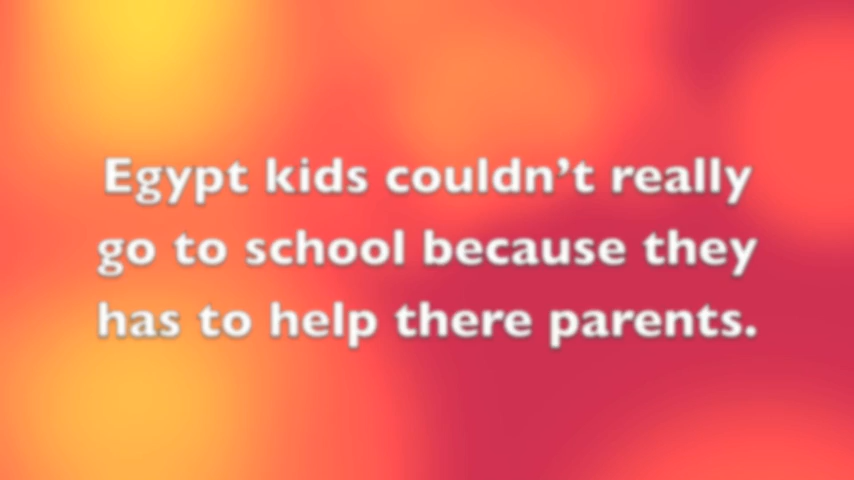 Egypt kids couldn’t really
go to school because they
has to help there parents.